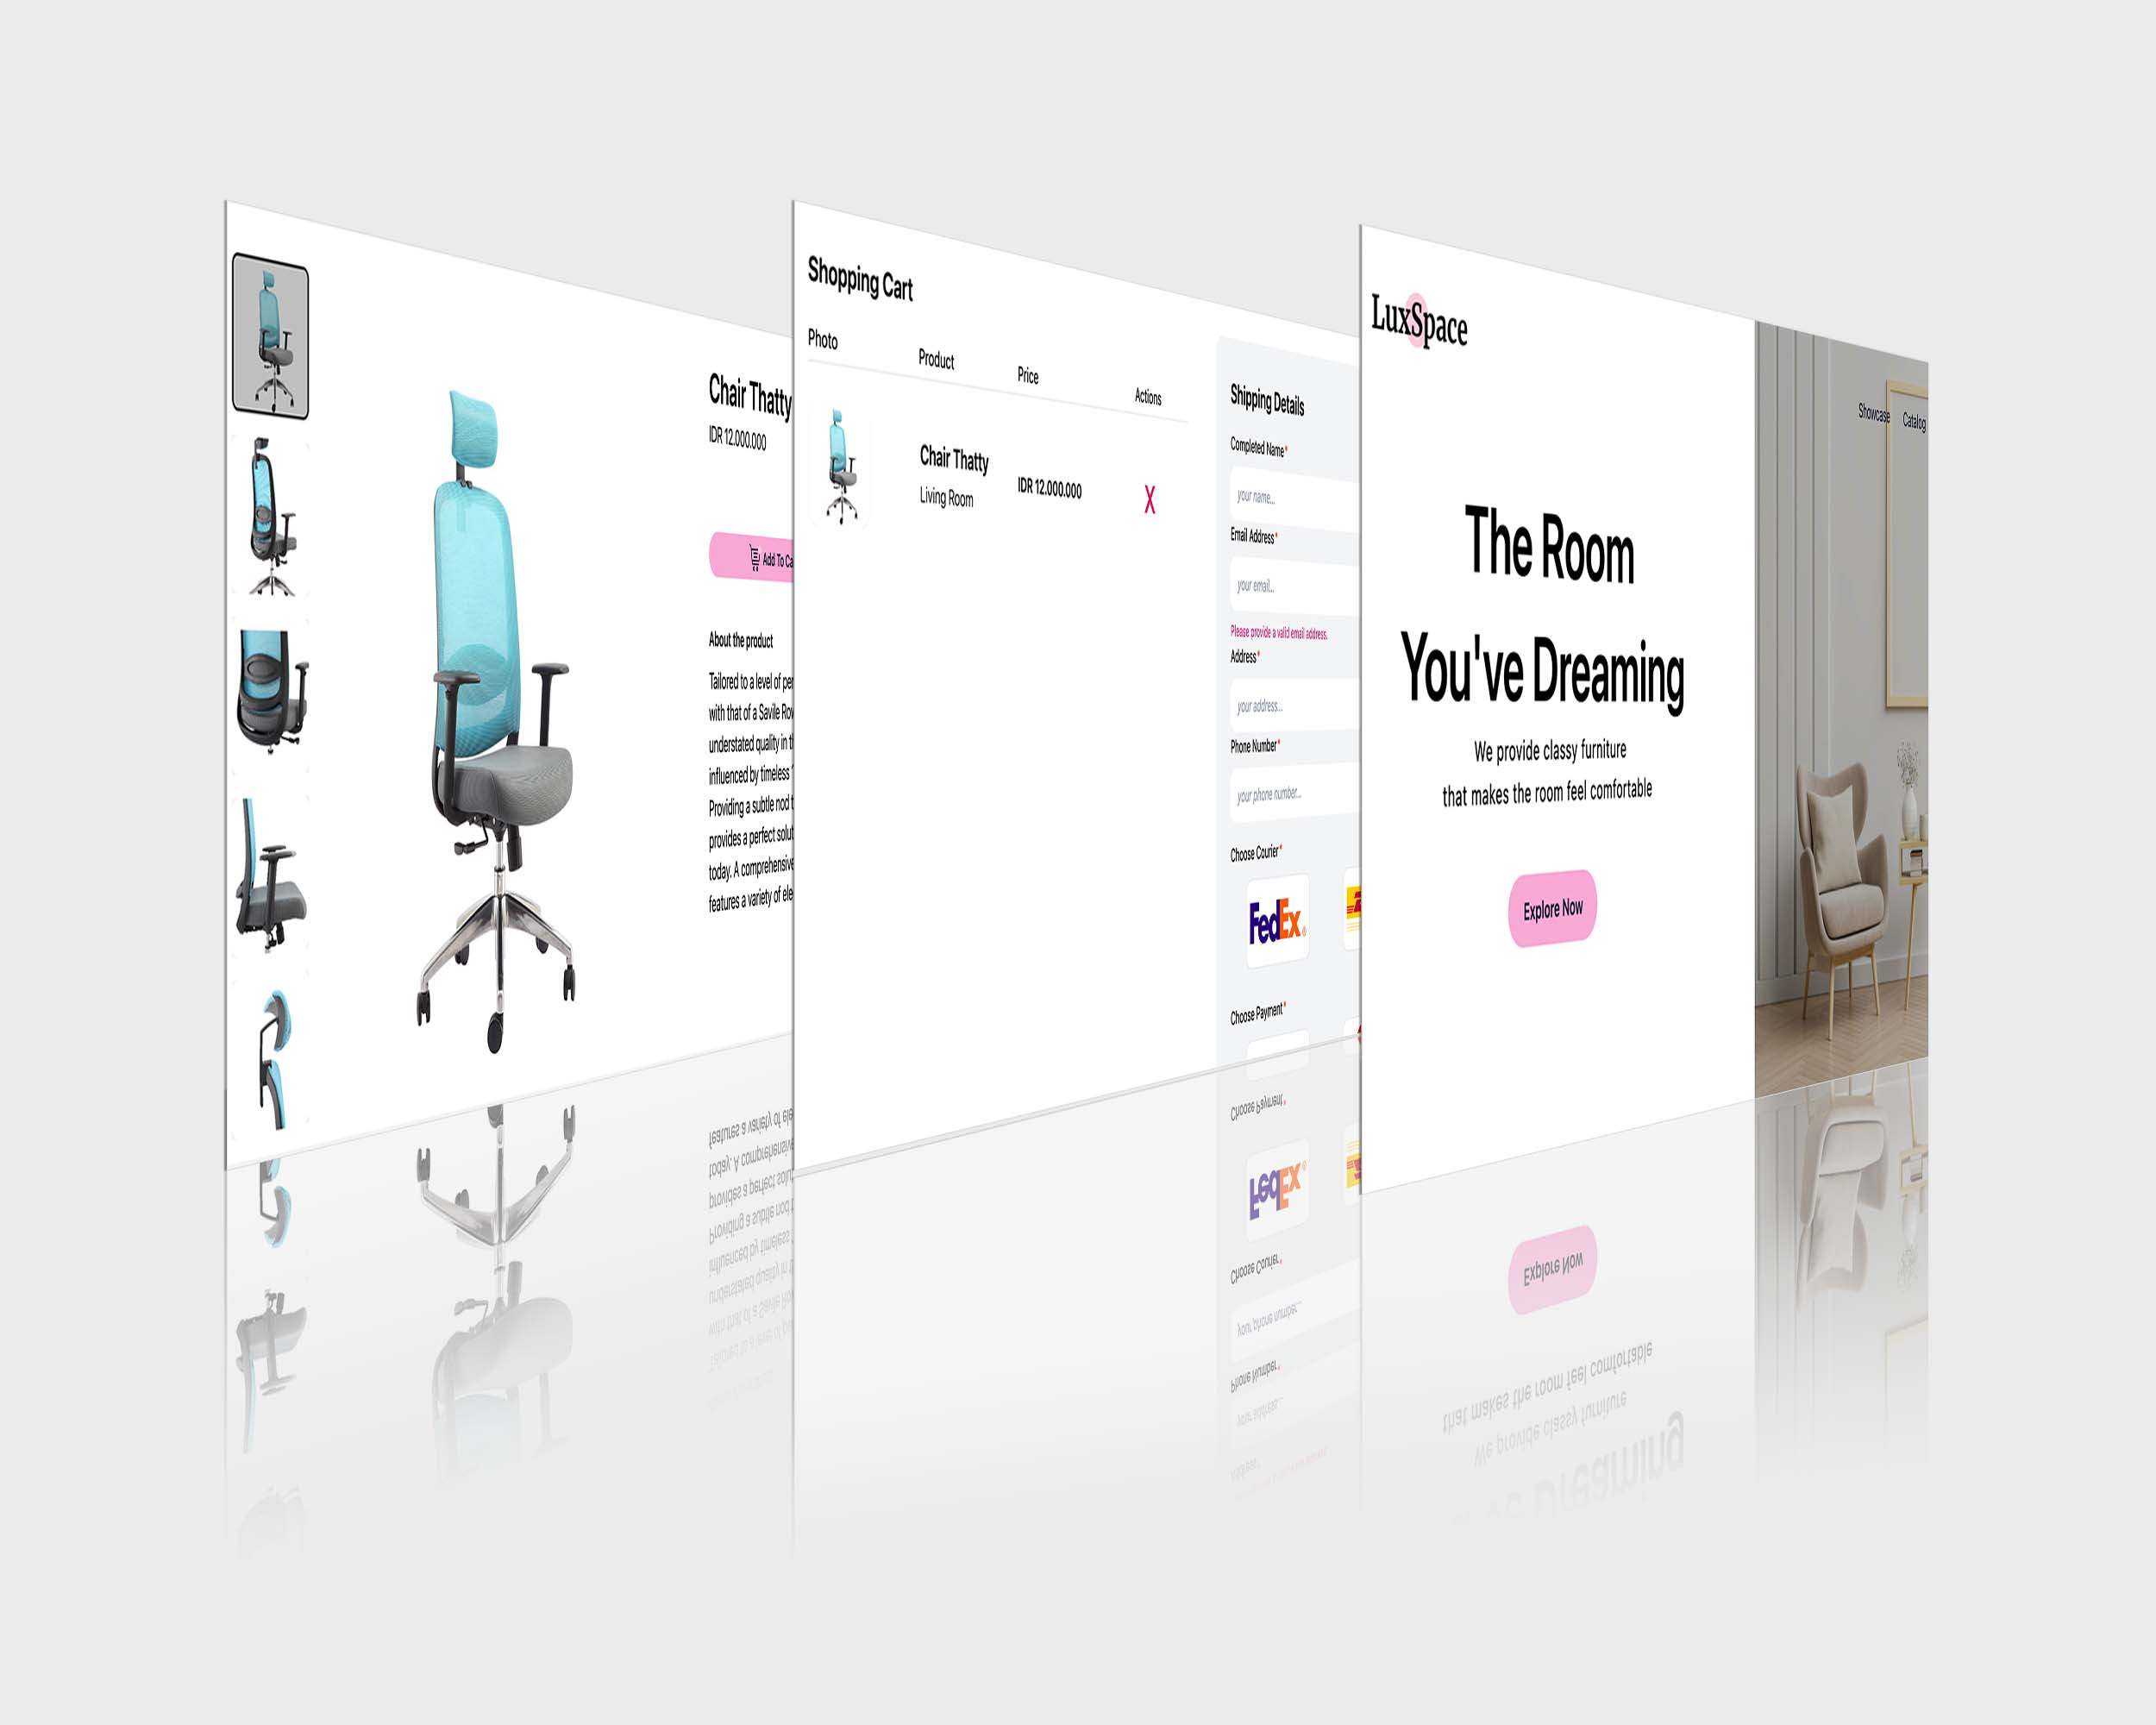 Chair Thatty
IDR 12.000.000
Add To
About the product
Tailored to a level of
with that of a Savile
understated quality in
influenced by timeless
Providing a subtle nod
provides a perfect
today. A comprehensive
features a variety of
Shopping Cart
Photo Product Price Actions
Chair Thatty
Living Room
IDR 12.000.000
X
Shipping Details
Completed Name*
your name...
Email Address*
your email...
Please provide a valid email address.
Address*
your address...
Phone Number*
your phone number...
Choose Courier*
FedEx®
Choose Payment*
LuxSpace
Showcase Catalog
The Room
You've Dreaming
We provide classy furniture
that makes the room feel comfortable
Explore Now